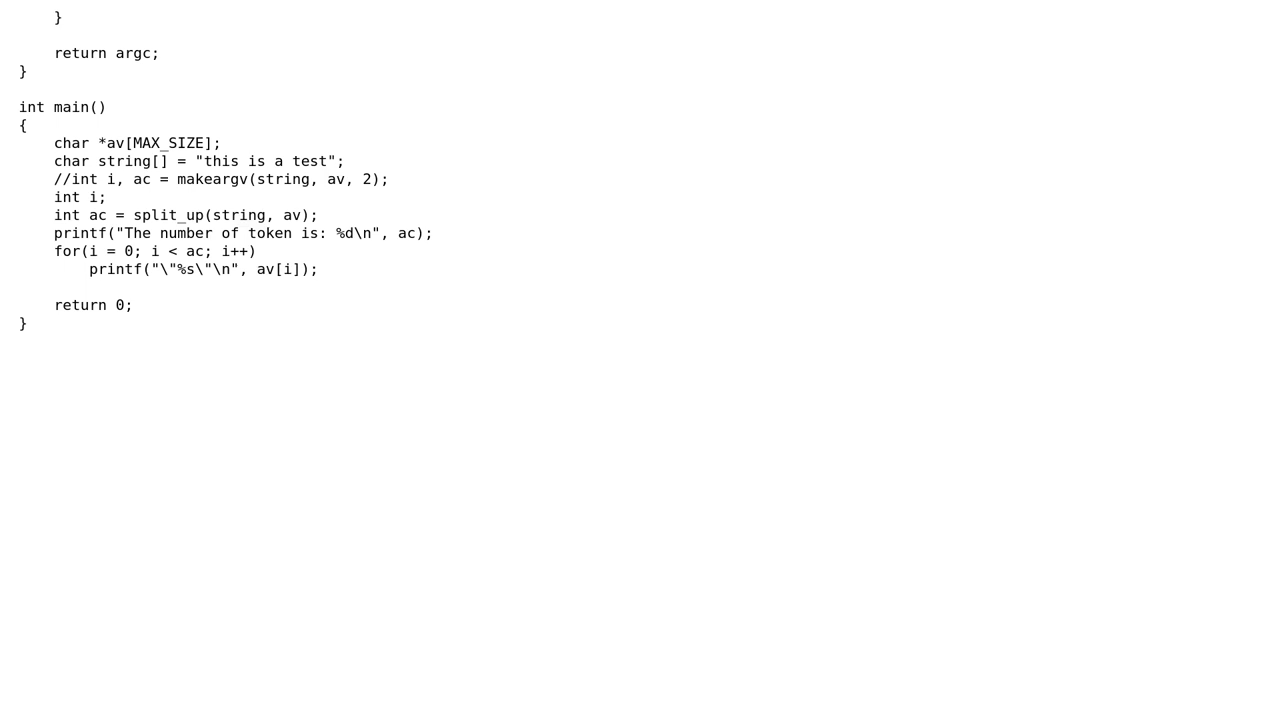 }

    return argc;
}

int main()
{
    char *av[MAX_SIZE];
    char string[] = "this is a test";
    //int i, ac = makeargv(string, av, 2);
    int i;
    int ac = split_up(string, av);
    printf("The number of token is: %d\n", ac);
    for(i = 0; i < ac; i++)
        printf("\"%s\"\n", av[i]);

    return 0;
}